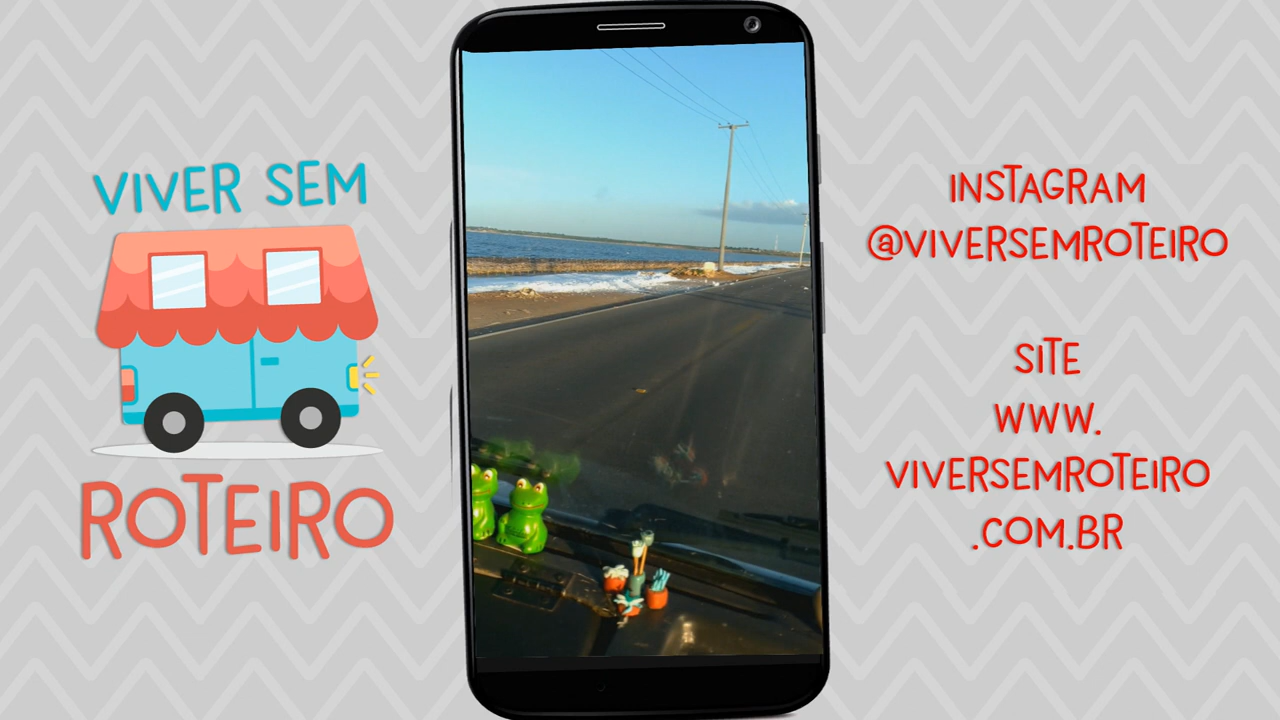 VIVER SEM
ROTEIRO
INSTAGRAM
@VIVERSEMROTEIRO
SITE
WWW.
VIVERSEMROTEIRO
.COM.BR